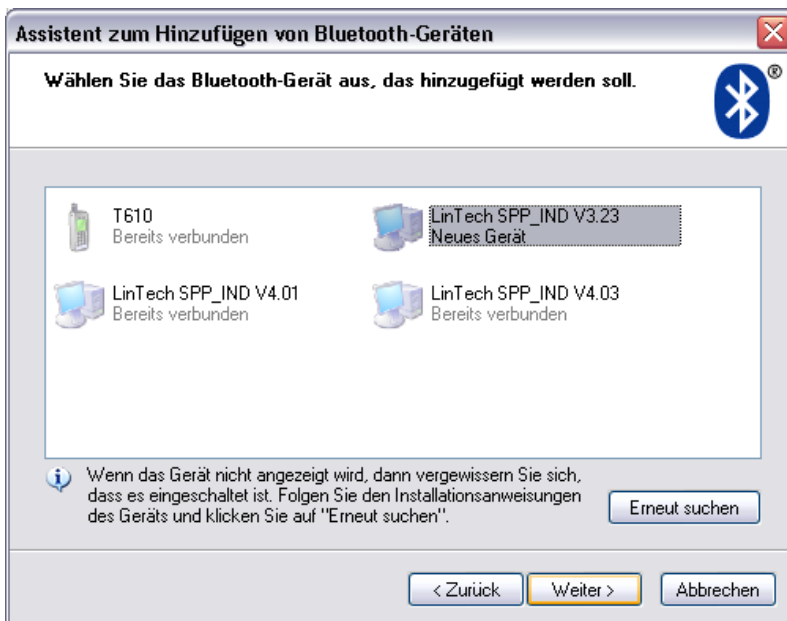 Assistent zum Hinzufügen von Bluetooth-Geräten
Wählen Sie das Bluetooth-Gerät aus, das hinzugefügt werden soll.
®
T610
Bereits verbunden
LinTech SPP_IND V3.23
Neues Gerät
LinTech SPP_IND V4.01
Bereits verbunden
LinTech SPP_IND V4.03
Bereits verbunden
Wenn das Gerät nicht angezeigt wird, dann vergewissern Sie sich,
dass es eingeschaltet ist. Folgen Sie den Installationsanweisungen
des Geräts und klicken Sie auf "Erneut suchen".
Erneut suchen
< Zurück
Weiter >
Abbrechen